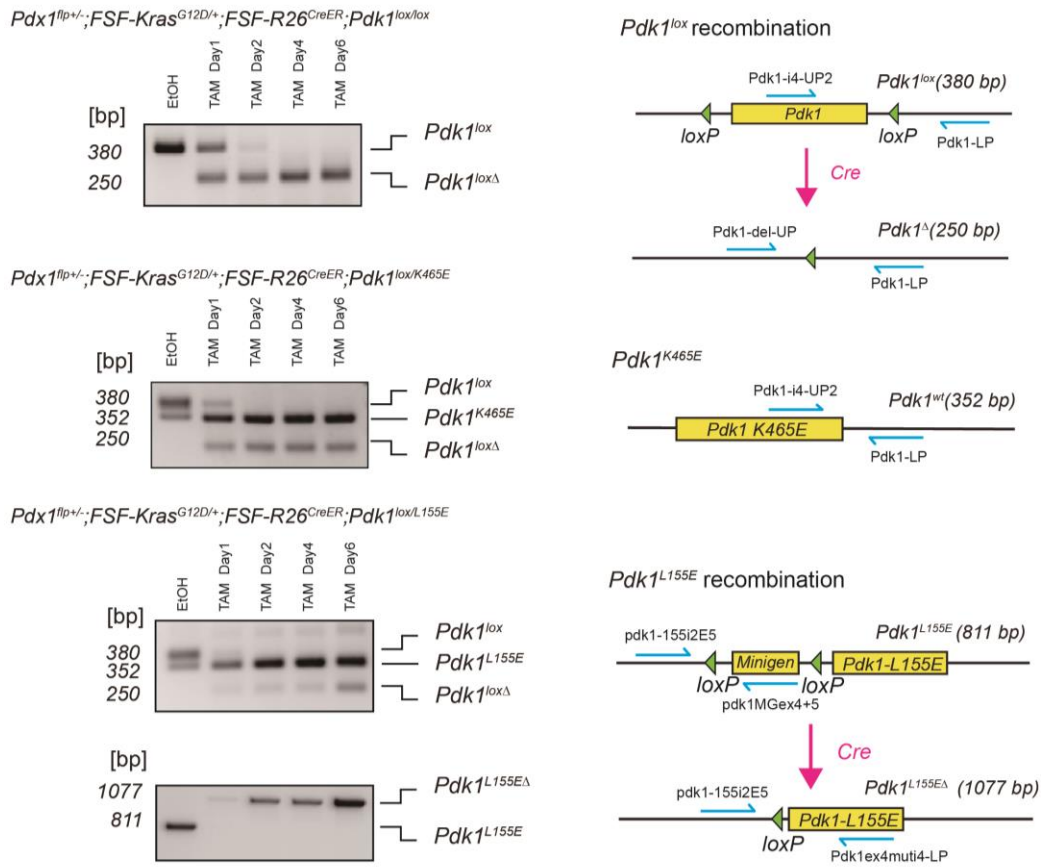 Pdx1flp+/-;FSF-KrasG12D/+;FSF-R26CreER;Pdk1lox/lox
EtOH
TAM Day1
TAM Day2
TAM Day4
TAM Day6
[bp]
380
250
Pdk1lox
Pdk1loxΔ
Pdx1flp+/-;FSF-KrasG12D/+;FSF-R26CreER;Pdk1lox/K465E
EtOH
TAM Day1
TAM Day2
TAM Day4
TAM Day6
[bp]
380
352
250
Pdk1lox
Pdk1K465E
Pdk1loxΔ
Pdx1flp+/-;FSF-KrasG12D/+;FSF-R26CreER;Pdk1lox/L155E
EtOH
TAM Day1
TAM Day2
TAM Day4
TAM Day6
[bp]
380
352
250
Pdk1lox
Pdk1L155E
Pdk1loxΔ
[bp]
1077
811
Pdk1L155EΔ
Pdk1L155E
Pdk1lox recombination
Pdk1-i4-UP2
Pdk1lox(380 bp)
Pdk1
loxP
loxP
Pdk1-LP
Cre
Pdk1-del-UP
Pdk1Δ(250 bp)
Pdk1-LP
Pdk1K465E
Pdk1-i4-UP2
Pdk1wt(352 bp)
Pdk1 K465E
Pdk1-LP
Pdk1L155E recombination
pdk1-155i2E5
Pdk1L155E (811 bp)
Minigen
Pdk1-L155E
loxP
loxP
pdk1MGex4+5
Cre
pdk1-155i2E5
Pdk1L155EΔ (1077 bp)
Pdk1-L155E
loxP
Pdk1ex4muti4-LP